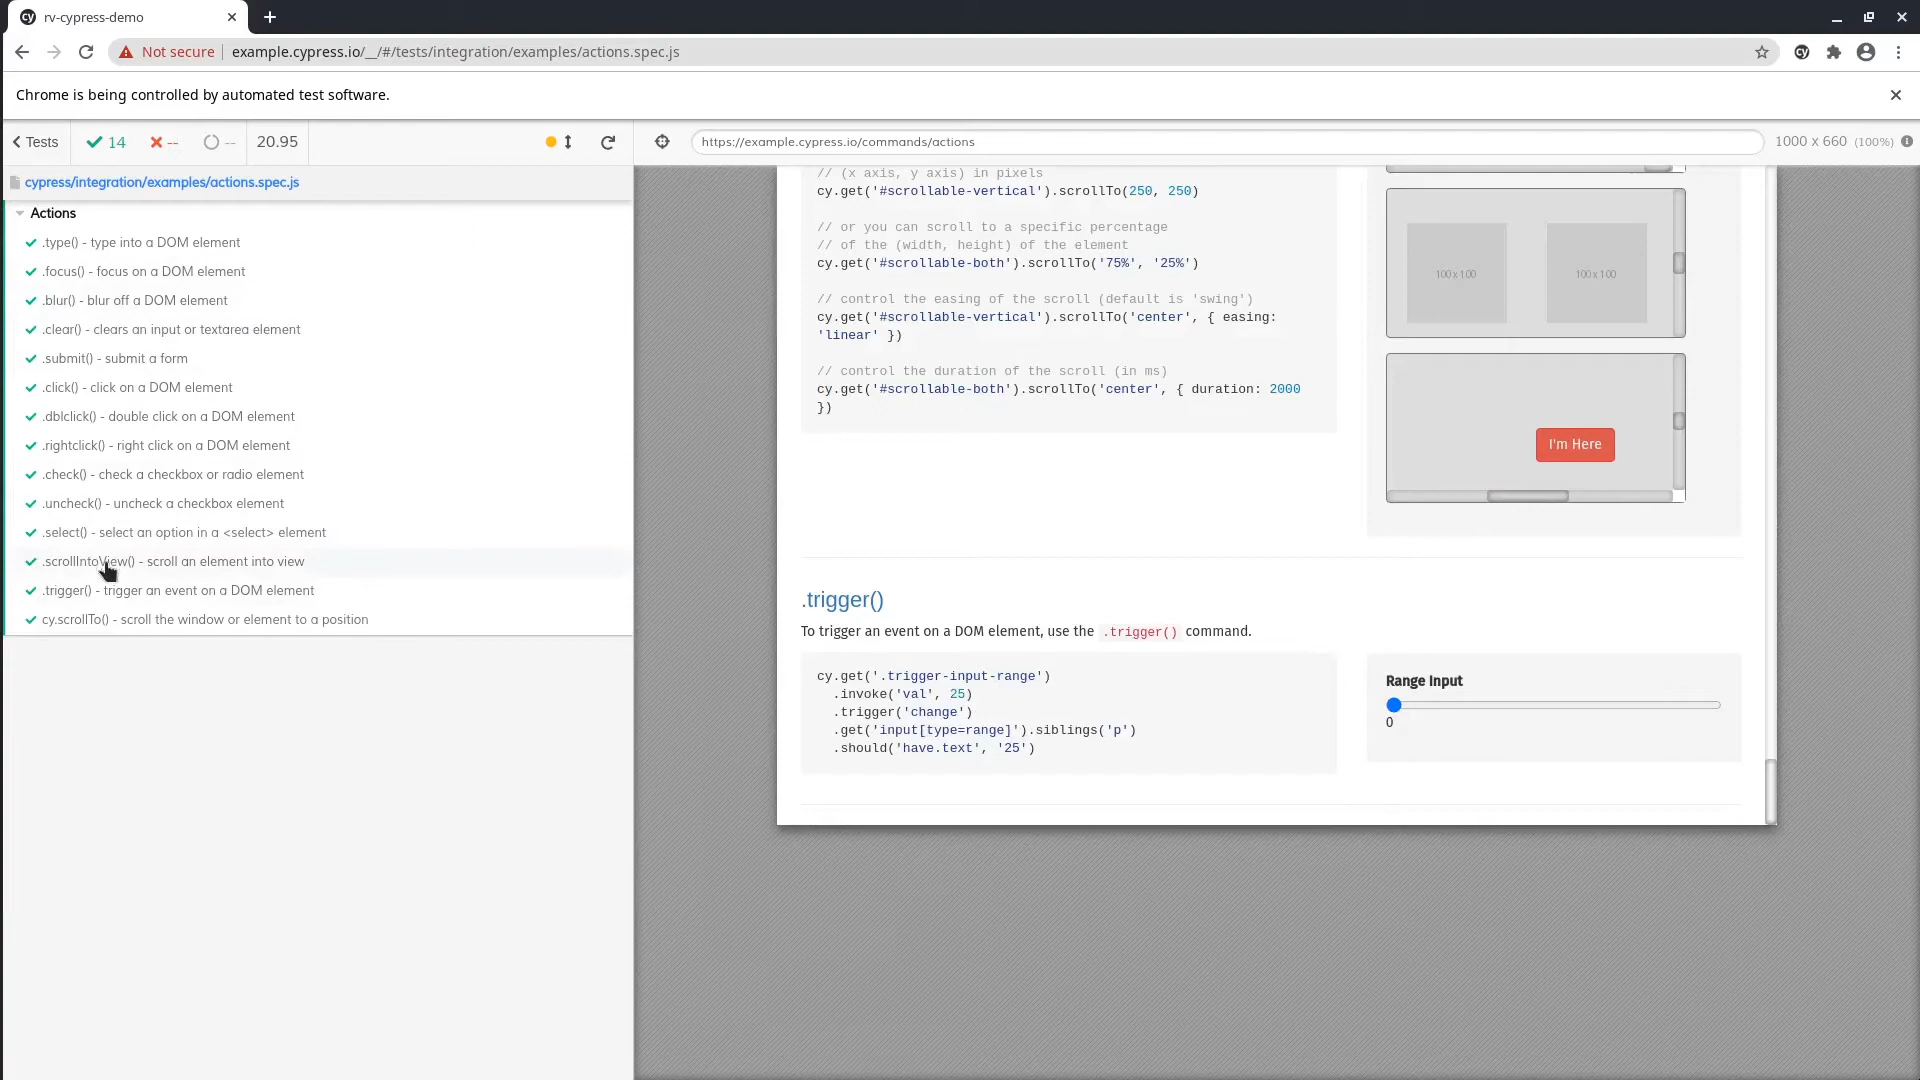 rv-cypress-demo
Not secure
example.cypress.io/__/#/tests/integration/examples/actions.spec.js
Chrome is being controlled by automated test software.
Tests
14
--
--
20.95
https://example.cypress.io/commands/actions
1000 x 660 (100%)
cypress/integration/examples/actions.spec.js
Actions
.type() - type into a DOM element
.focus() - focus on a DOM element
.blur() - blur off a DOM element
.clear() - clears an input or textarea element
.submit() - submit a form
.click() - click on a DOM element
.dblclick() - double click on a DOM element
.rightclick() - right click on a DOM element
.check() - check a checkbox or radio element
.uncheck() - uncheck a checkbox element
.select() - select an option in a <select> element
.scrollIntoView() - scroll an element into view
.trigger() - trigger an event on a DOM element
cy.scrollTo() - scroll the window or element to a position
// (x axis, y axis) in pixels
cy.get('#scrollable-vertical').scrollTo(250, 250)
// or you can scroll to a specific percentage
// of the (width, height) of the element
cy.get('#scrollable-both').scrollTo('75%', '25%')
// control the easing of the scroll (default is 'swing')
cy.get('#scrollable-vertical').scrollTo('center', { easing:
'linear' })
// control the duration of the scroll (in ms)
cy.get('#scrollable-both').scrollTo('center', { duration: 2000
})
100 x 100
100 x 100
I'm Here
.trigger()
To trigger an event on a DOM element, use the .trigger() command.
cy.get('.trigger-input-range')
.invoke('val', 25)
.trigger('change')
.get('input[type=range]').siblings('p')
.should('have.text', '25')
Range Input
0